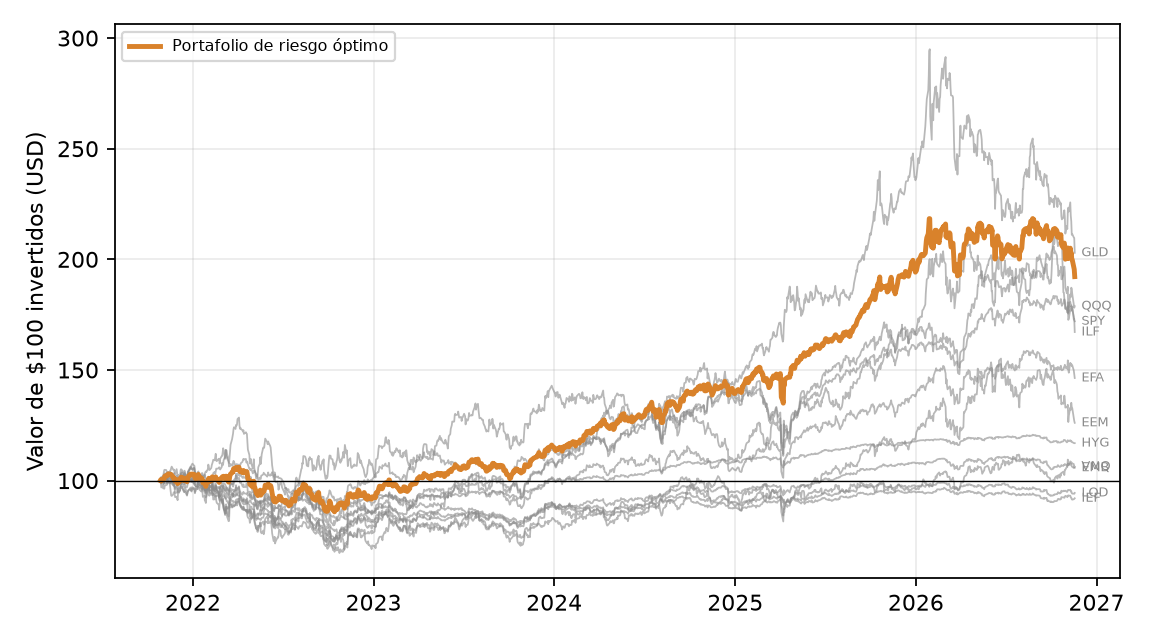 Portafolio de riesgo óptimo
Valor de $100 invertidos (USD)
300
250
200
150
100
GLD
QQQ
SPY
ILF
EFA
EEM
HYG
LQD
2022
2023
2024
2025
2026
2027